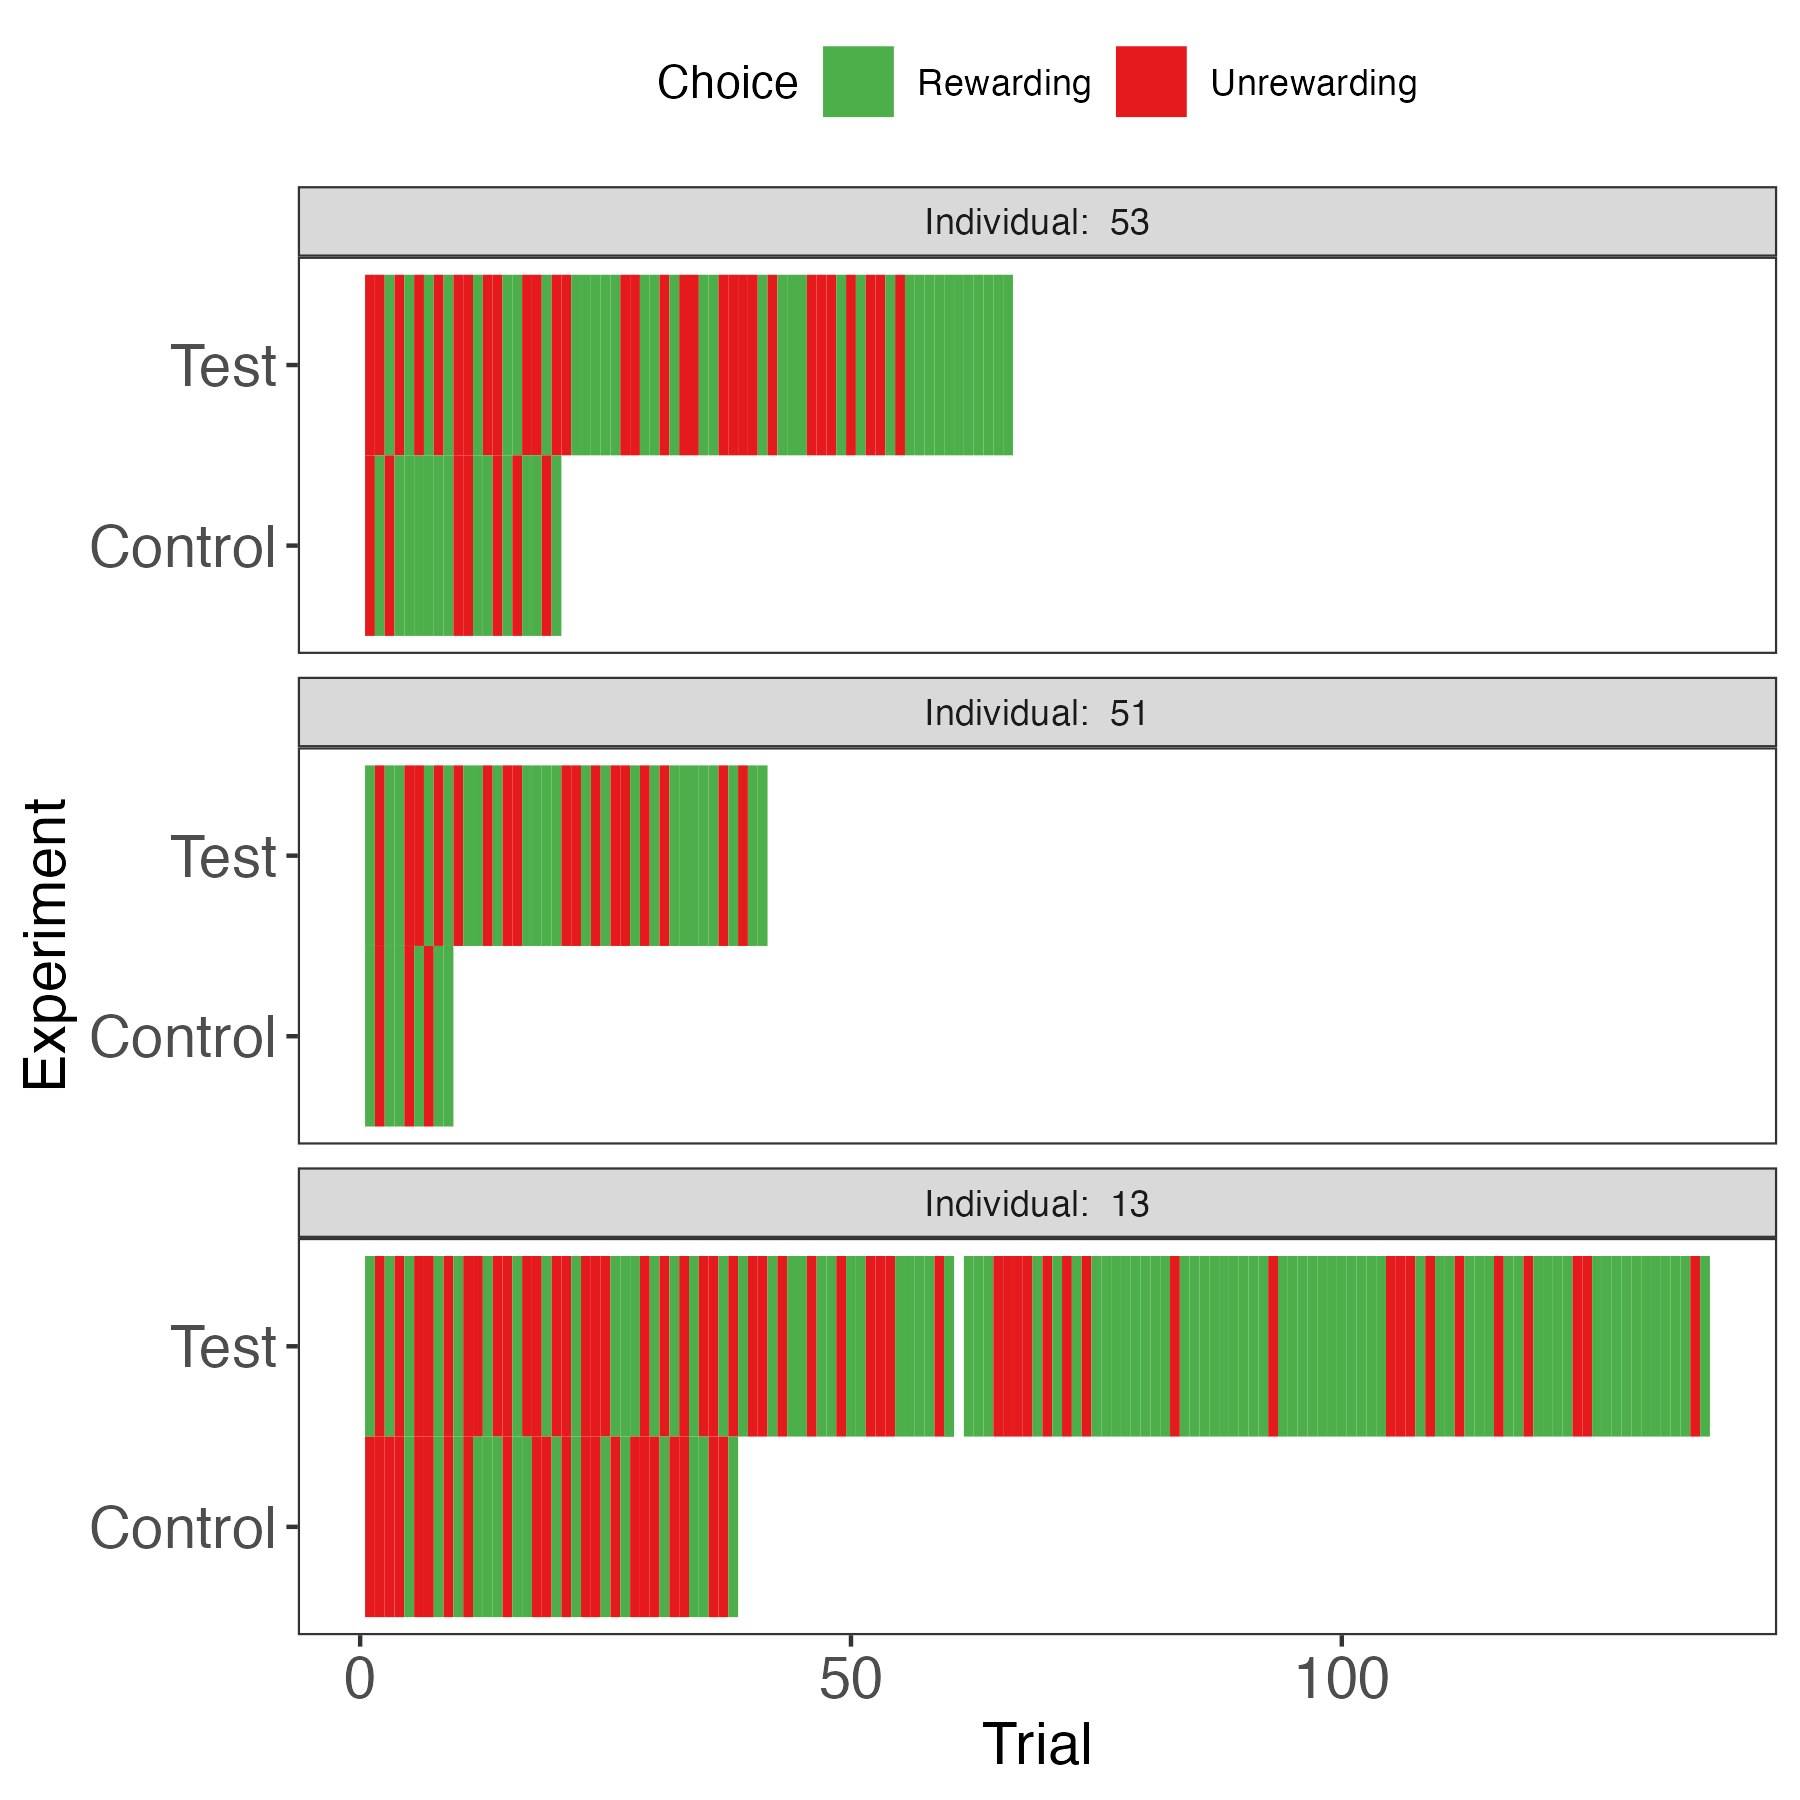 Choice Rewarding Unrewarding
Individual: 53
Test
Control
Individual: 51
Test
Control
Individual: 13
Test
Control
Experiment
0 50 100
Trial